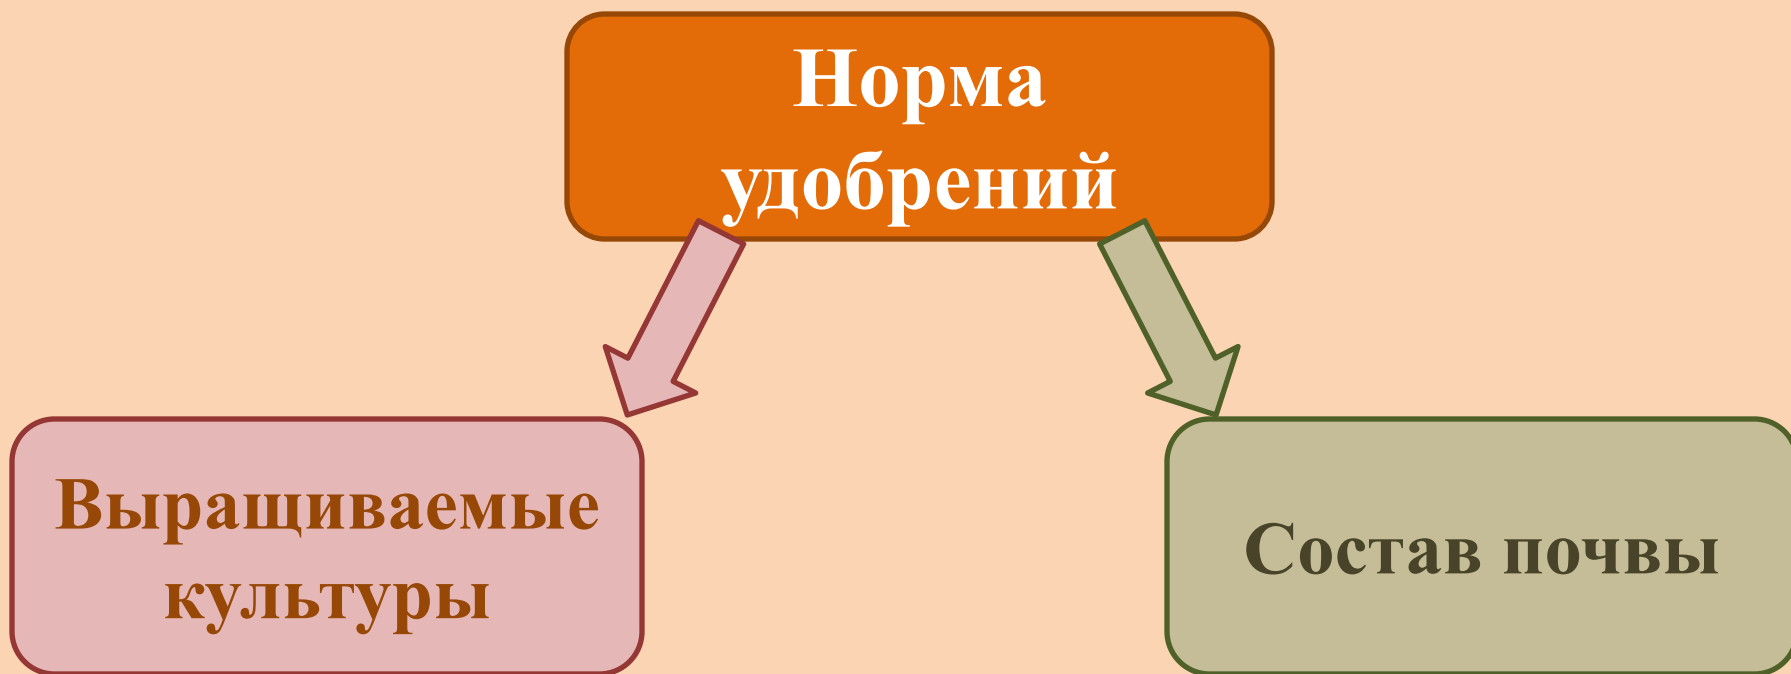 Норма
удобрений
Выращиваемые
культуры
Состав почвы